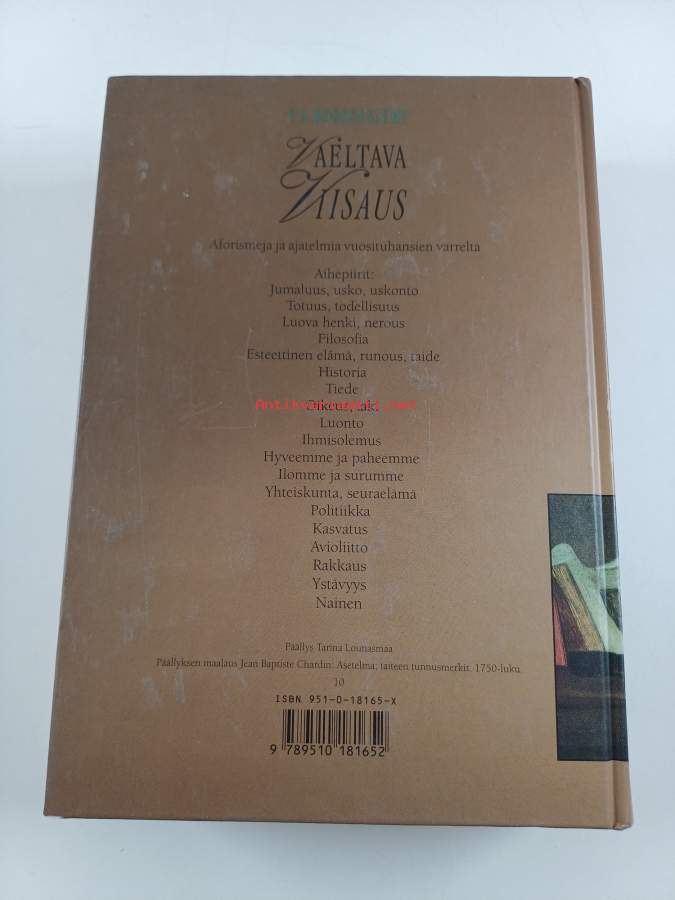 VAELTAVA
VIISAUS
Aforismeja ja ajatelmia vuosituhansien varrelta
Aihepiirit:
Jumaluus, usko, uskonto
Totuus, todellisuus
Luova henki, nerous
Filosofia
Esteettinen elämä, runous, taide
Historia
Tiede
Oikeus, laki
Luonto
Ihmisolemus
Hyveemme ja paheemme
Ilomme ja surumme
Yhteiskunta, seuraelämä
Politiikka
Kasvatus
Avioliitto
Rakkaus
Ystävyys
Nainen
Päällys Tarina Lounasmaa
Päällyksen maalaus Jean Baptiste Chardin: Asetelma: taiteen tunnusmerkit. 1750-luku.
10
ISBN 951-0-18165-X
9 789510 181652